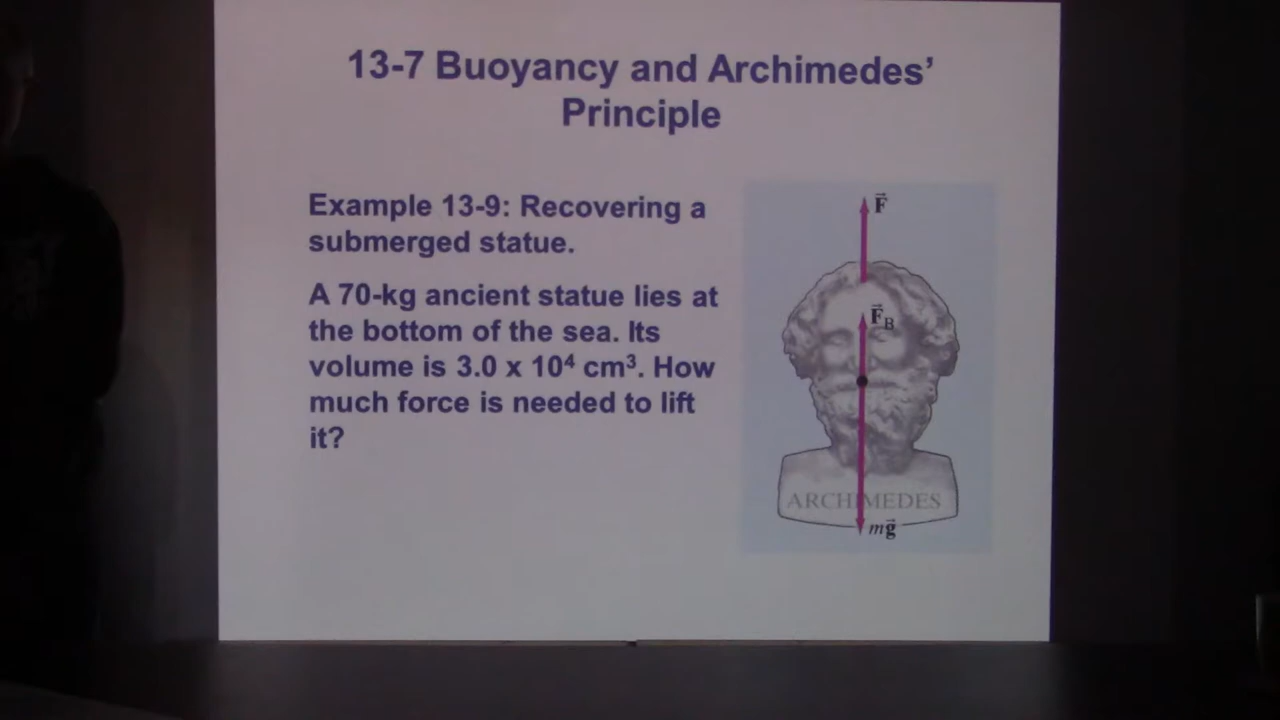 13-7 Buoyancy and Archimedes’
Principle
Example 13-9: Recovering a
submerged statue.
A 70-kg ancient statue lies at
the bottom of the sea. Its
volume is 3.0 x 10⁴ cm³. How
much force is needed to lift
it?
F⃗
F⃗_B
ARCHIMEDES
mg⃗